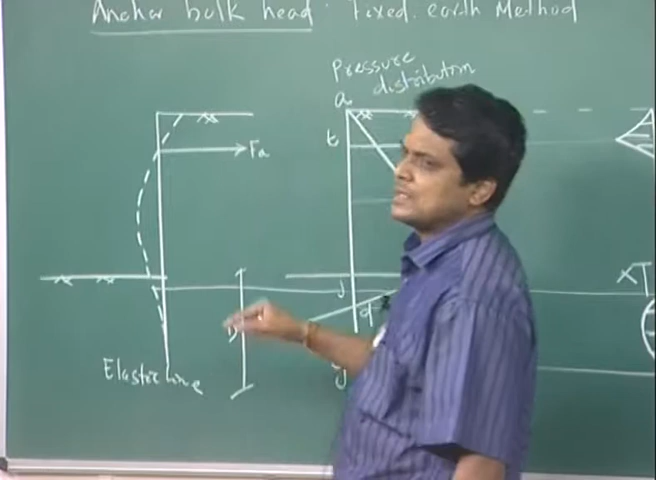 Anchor bulk head : Fixed earth Method
Pressure
distribution
a
t
Fa
j
d
D
Elastic line
y